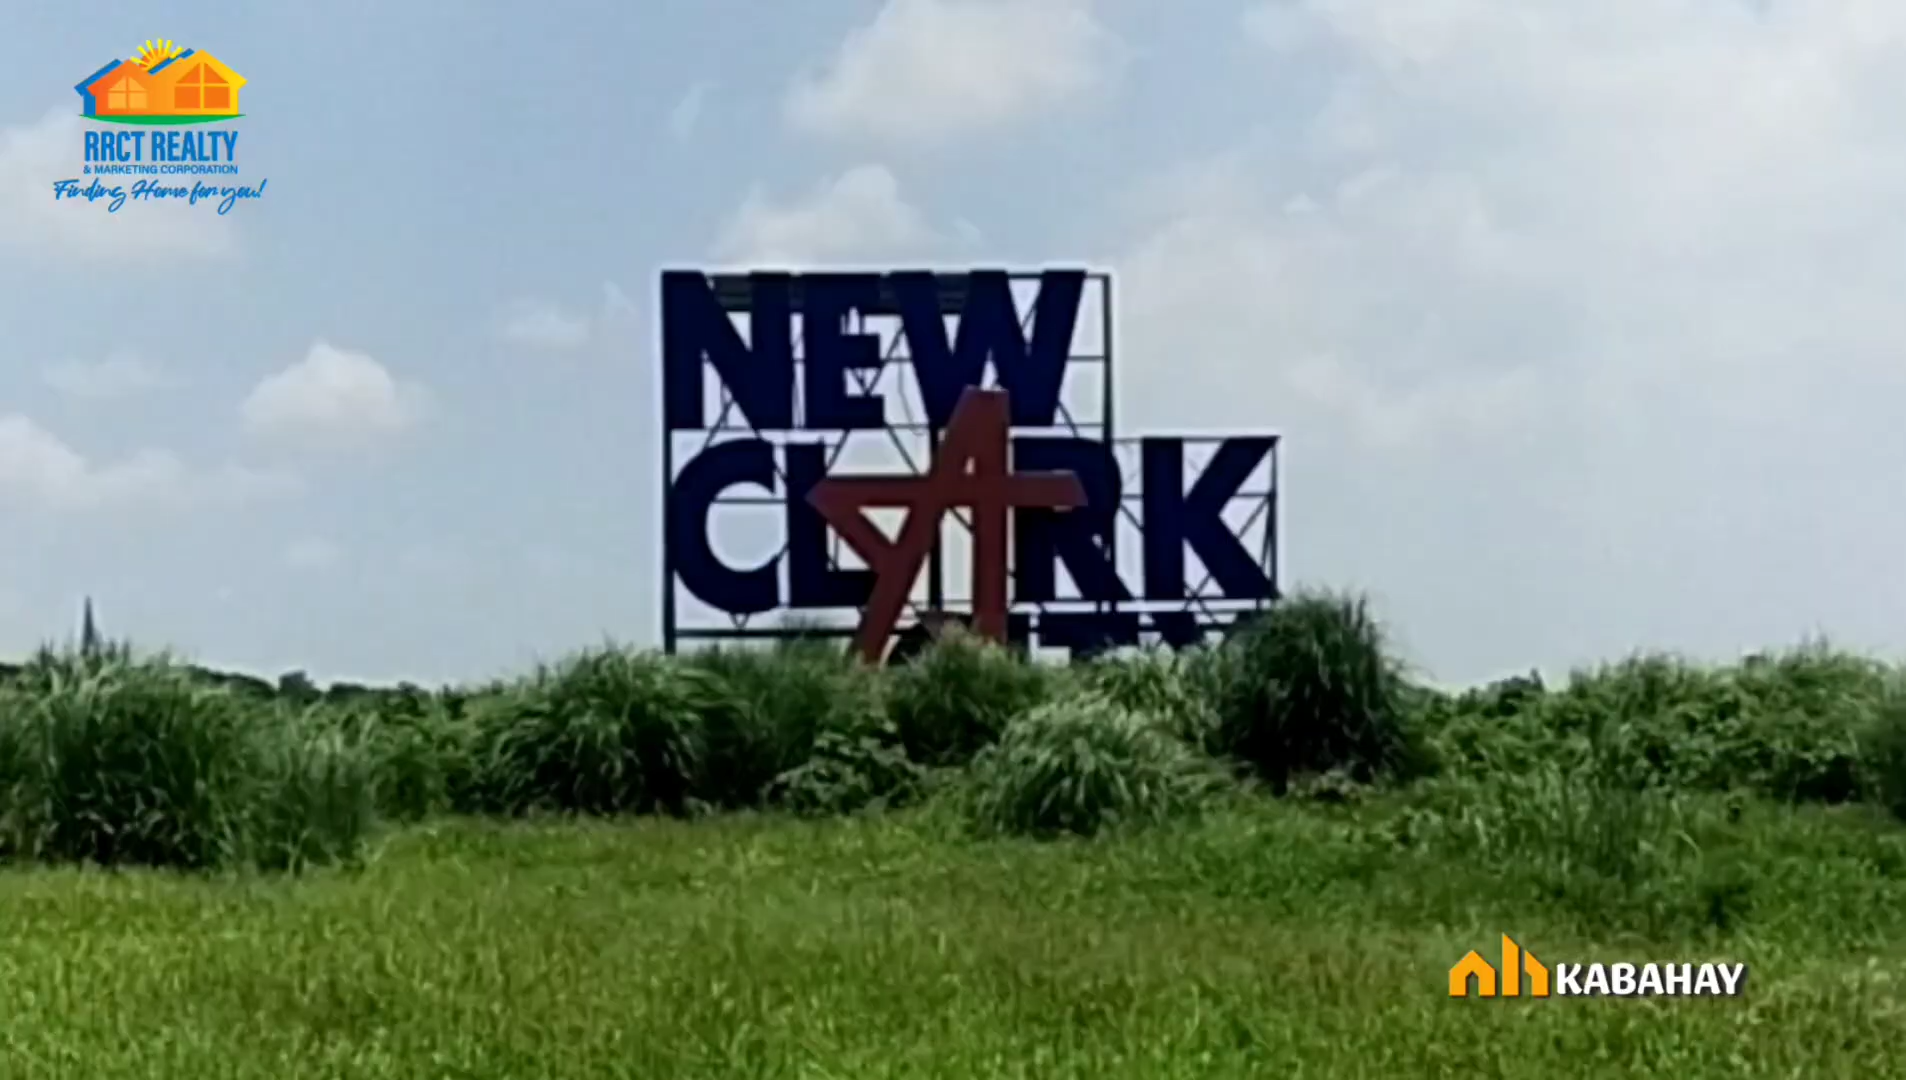 RRCT REALTY
& MARKETING CORPORATION
Finding Home for you!
NEW
CLARK
KABAHAY